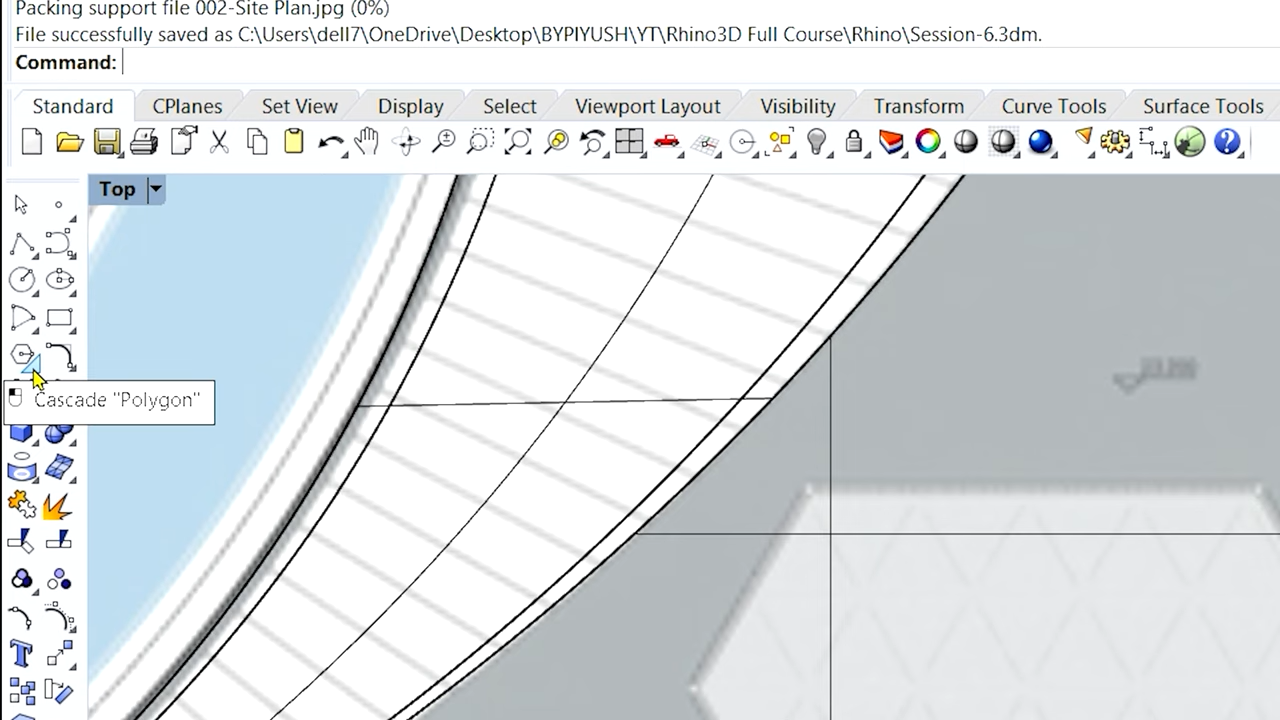 Packing support file 002-Site Plan.jpg (0%)
File successfully saved as C:\Users\dell7\OneDrive\Desktop\BYPIYUSH\YT\Rhino3D Full Course\Rhino\Session-6.3dm.
Command:
Standard CPlanes Set View Display Select Viewport Layout Visibility Transform Curve Tools Surface Tools
Top
Cascade "Polygon"